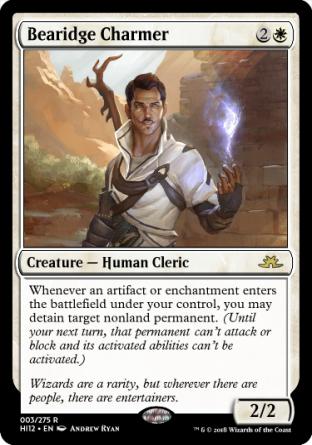 Bearidge Charmer 2
Creature — Human Cleric
Whenever an artifact or enchantment enters
the battlefield under your control, you may
detain target nonland permanent. (Until
your next turn, that permanent can't attack or
block and its activated abilities can't be
activated.)
Wizards are a rarity, but wherever there are
people, there are entertainers.
2/2
003/275 R
HI12 • EN Andrew Ryan
™ & © 2018 Wizards of the Coast